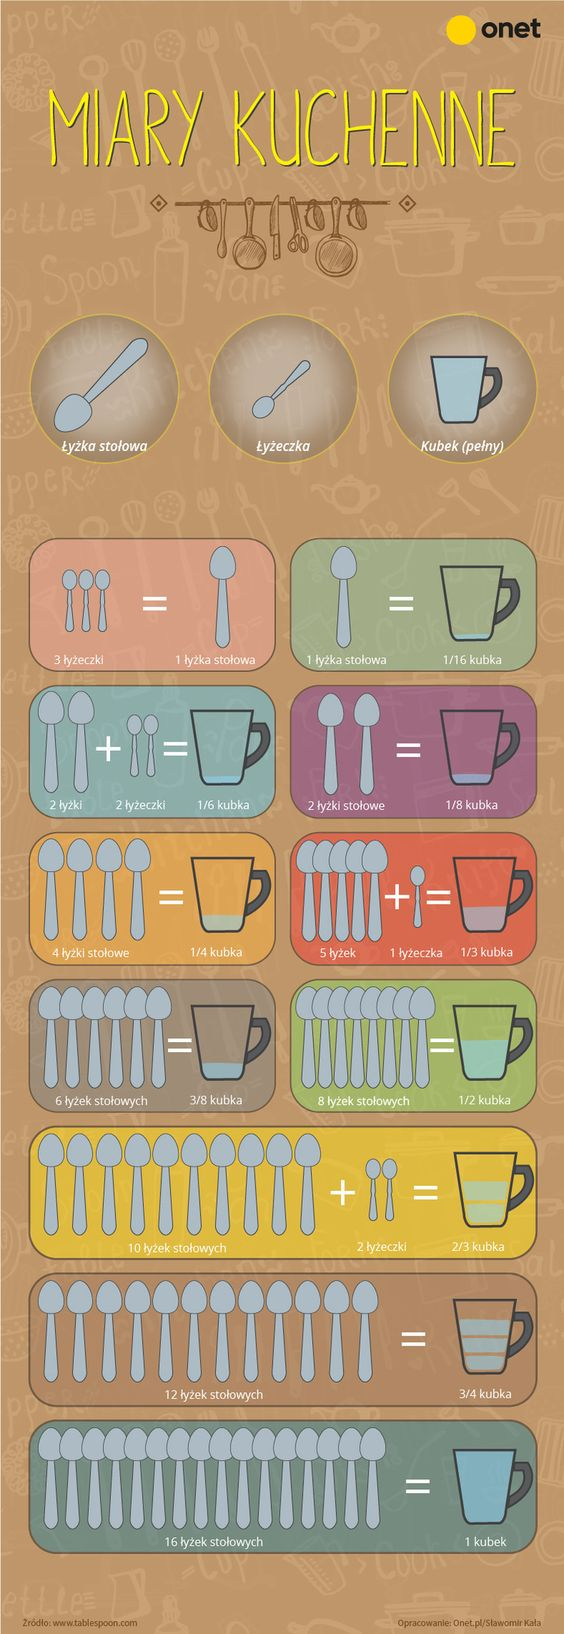 onet
MIARY KUCHENNE
Łyżka stołowa
Łyżeczka
Kubek (pełny)
=
3 łyżeczki
1 łyżka stołowa
=
1 łyżka stołowa
1/16 kubka
+ =
2 łyżki
2 łyżeczki
1/6 kubka
=
2 łyżki stołowe
1/8 kubka
=
4 łyżki stołowe
1/4 kubka
+ =
5 łyżek
1 łyżeczka
1/3 kubka
=
6 łyżek stołowych
3/8 kubka
=
8 łyżek stołowych
1/2 kubka
+ =
10 łyżek stołowych
2 łyżeczki
2/3 kubka
=
12 łyżek stołowych
3/4 kubka
=
16 łyżek stołowych
1 kubek
Źródło: www.tablespoon.com
Opracowanie: Onet.pl/Sławomir Kała